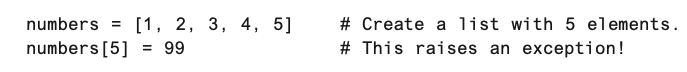 numbers = [1, 2, 3, 4, 5]    # Create a list with 5 elements.
numbers[5] = 99              # This raises an exception!